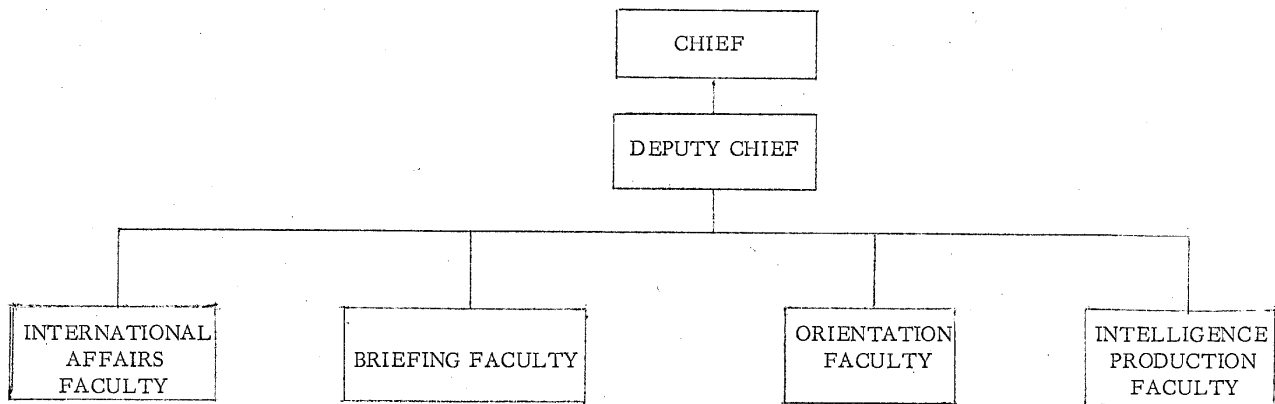 CHIEF
DEPUTY CHIEF
INTERNATIONAL
AFFAIRS
FACULTY
BRIEFING FACULTY
ORIENTATION
FACULTY
INTELLIGENCE
PRODUCTION
FACULTY